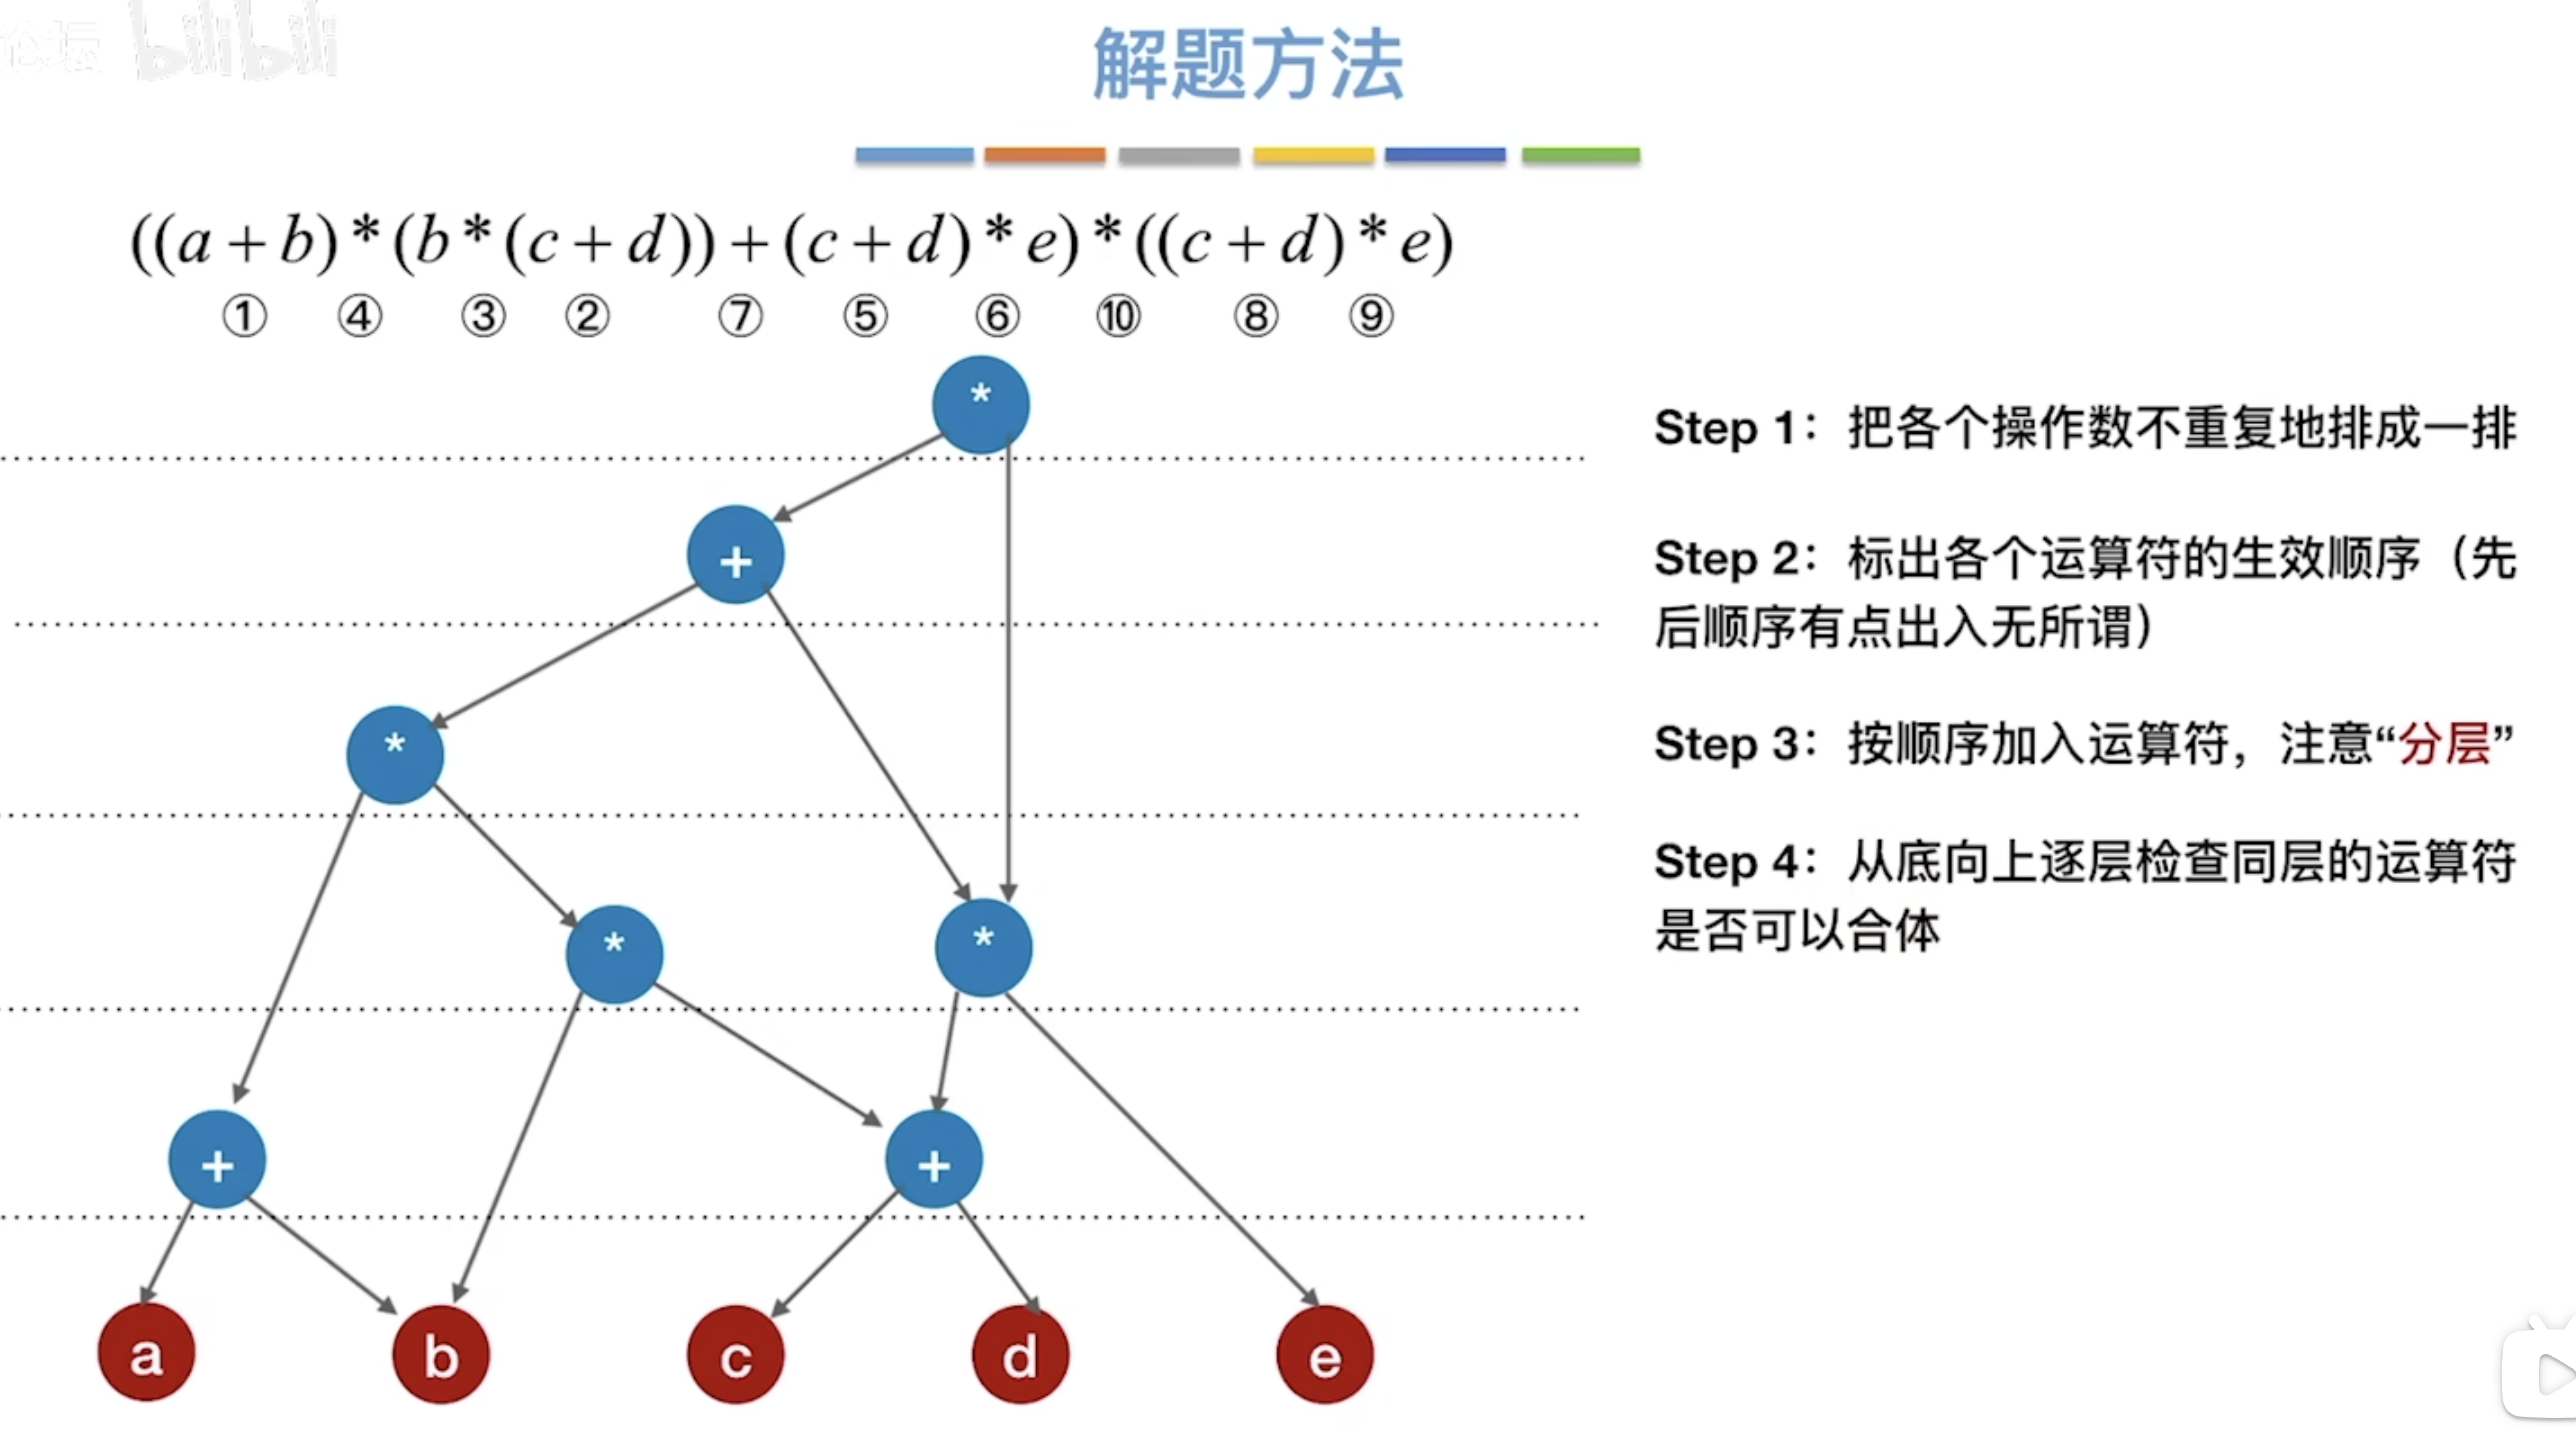 论坛 bilibili
解题方法
((a+b)*(b*(c+d))+(c+d)*e)*((c+d)*e)
① ④ ③ ② ⑦ ⑤ ⑥ ⑩ ⑧ ⑨
*
+
*
* *
+ +
a b c d e
Step 1：把各个操作数不重复地排成一排
Step 2：标出各个运算符的生效顺序（先
后顺序有点出入无所谓）
Step 3：按顺序加入运算符，注意“分层”
Step 4：从底向上逐层检查同层的运算符
是否可以合体